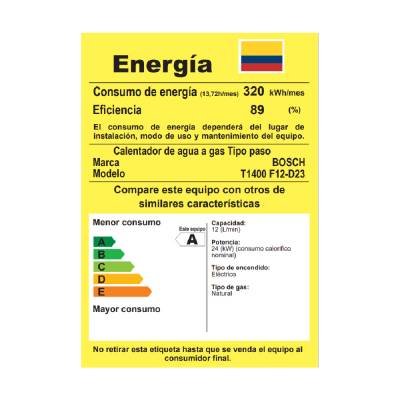 Energía
Consumo de energía (13,72h/mes) 320 kWh/mes
Eficiencia 89 (%)
El consumo de energía dependerá del lugar de
instalación, modo de uso y mantenimiento del equipo.
Calentador de agua a gas Tipo paso
Marca BOSCH
Modelo T1400 F12-D23
Compare este equipo con otros de
similares características
Menor consumo
Este equipo
A
A
B
C
D
E
Mayor consumo
Capacidad:
12 (L/min)
Potencia:
24 (kW) (consumo calorífico
nominal)
Tipo de encendido:
Eléctrico
Tipo de gas:
Natural
No retirar esta etiqueta hasta que se venda el equipo al
consumidor final.